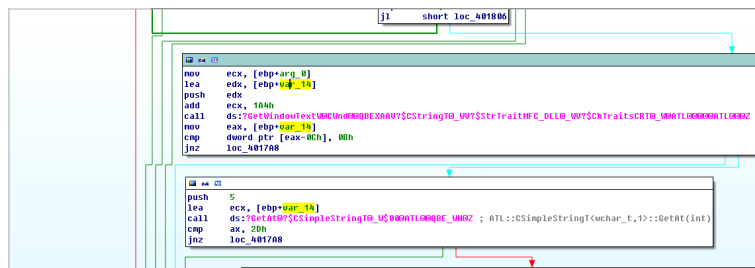 jl      short loc_401806
mov     ecx, [ebp+arg_0]
lea     edx, [ebp+var_14]
push    edx
add     ecx, 1A4h
call    ds:?GetWindowTextW@CWnd@@QBEXAAV?$CStringT@_WV?$StrTraitMFC_DLL@_WV?$ChTraitsCRT@_W@ATL@@@@@ATL@@@Z
mov     eax, [ebp+var_14]
cmp     dword ptr [eax-0Ch], 0Bh
jnz     loc_4017A8
push    5
lea     ecx, [ebp+var_14]
call    ds:?GetAt@?$CSimpleStringT@_W$00@ATL@@QBE_WH@Z ; ATL::CSimpleStringT<wchar_t,1>::GetAt(int)
cmp     ax, 2Dh
jnz     loc_4017A8